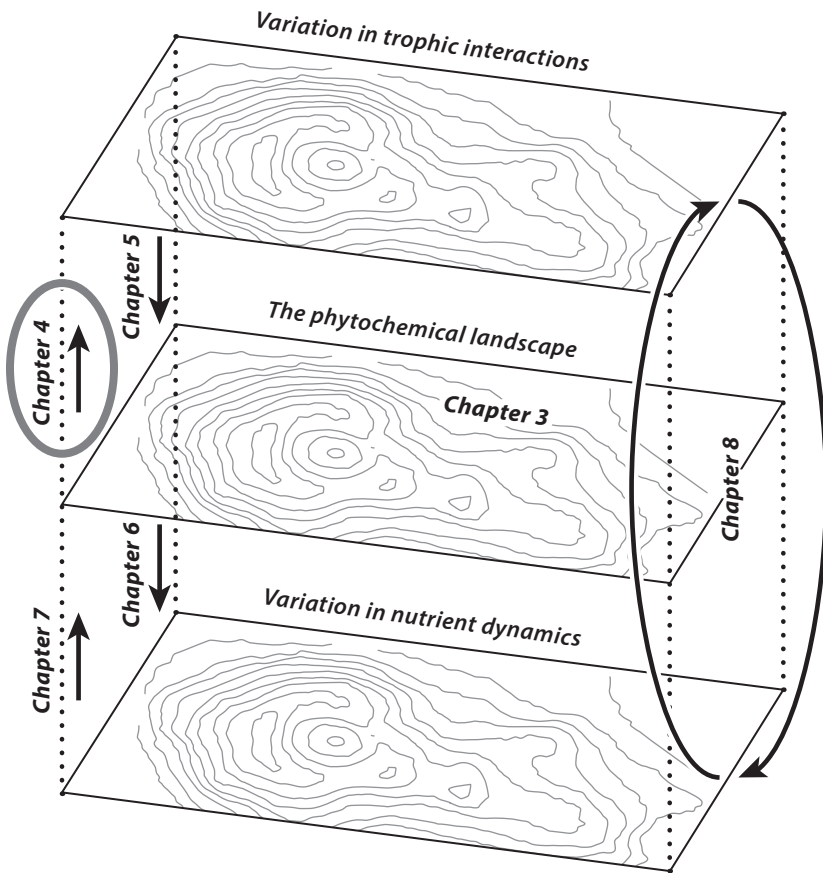 Variation in trophic interactions
Chapter 5
Chapter 4
The phytochemical landscape
Chapter 3
Chapter 8
Chapter 6
Variation in nutrient dynamics
Chapter 7